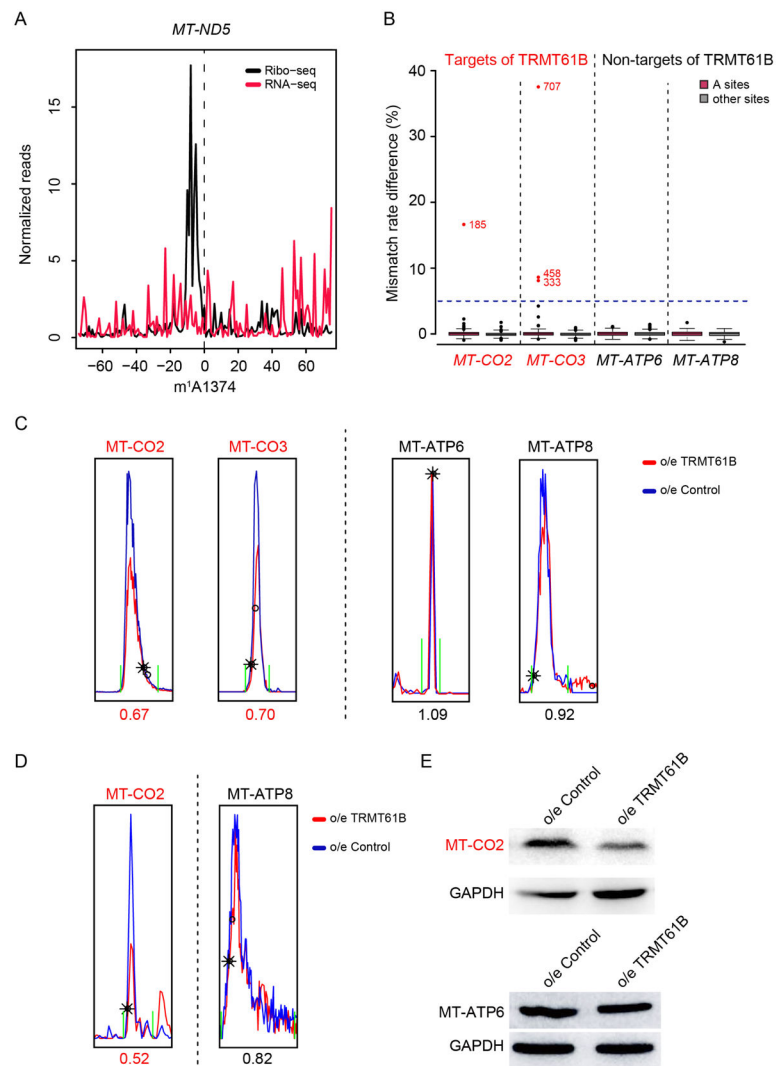 A
MT-ND5
Ribo−seq
RNA−seq
Normalized reads
15
10
5
0
−60 −40 −20 0 20 40 60
m¹A1374
B
Targets of TRMT61B Non-targets of TRMT61B
A sites
other sites
Mismatch rate difference (%)
40
30
20
10
0
707
185
458
333
MT-CO2 MT-CO3 MT-ATP6 MT-ATP8
C
MT-CO2 MT-CO3 MT-ATP6 MT-ATP8
o/e TRMT61B
o/e Control
0.67 0.70 1.09 0.92
D
MT-CO2 MT-ATP8
o/e TRMT61B
o/e Control
0.52 0.82
E
o/e Control o/e TRMT61B
MT-CO2
GAPDH
o/e Control o/e TRMT61B
MT-ATP6
GAPDH